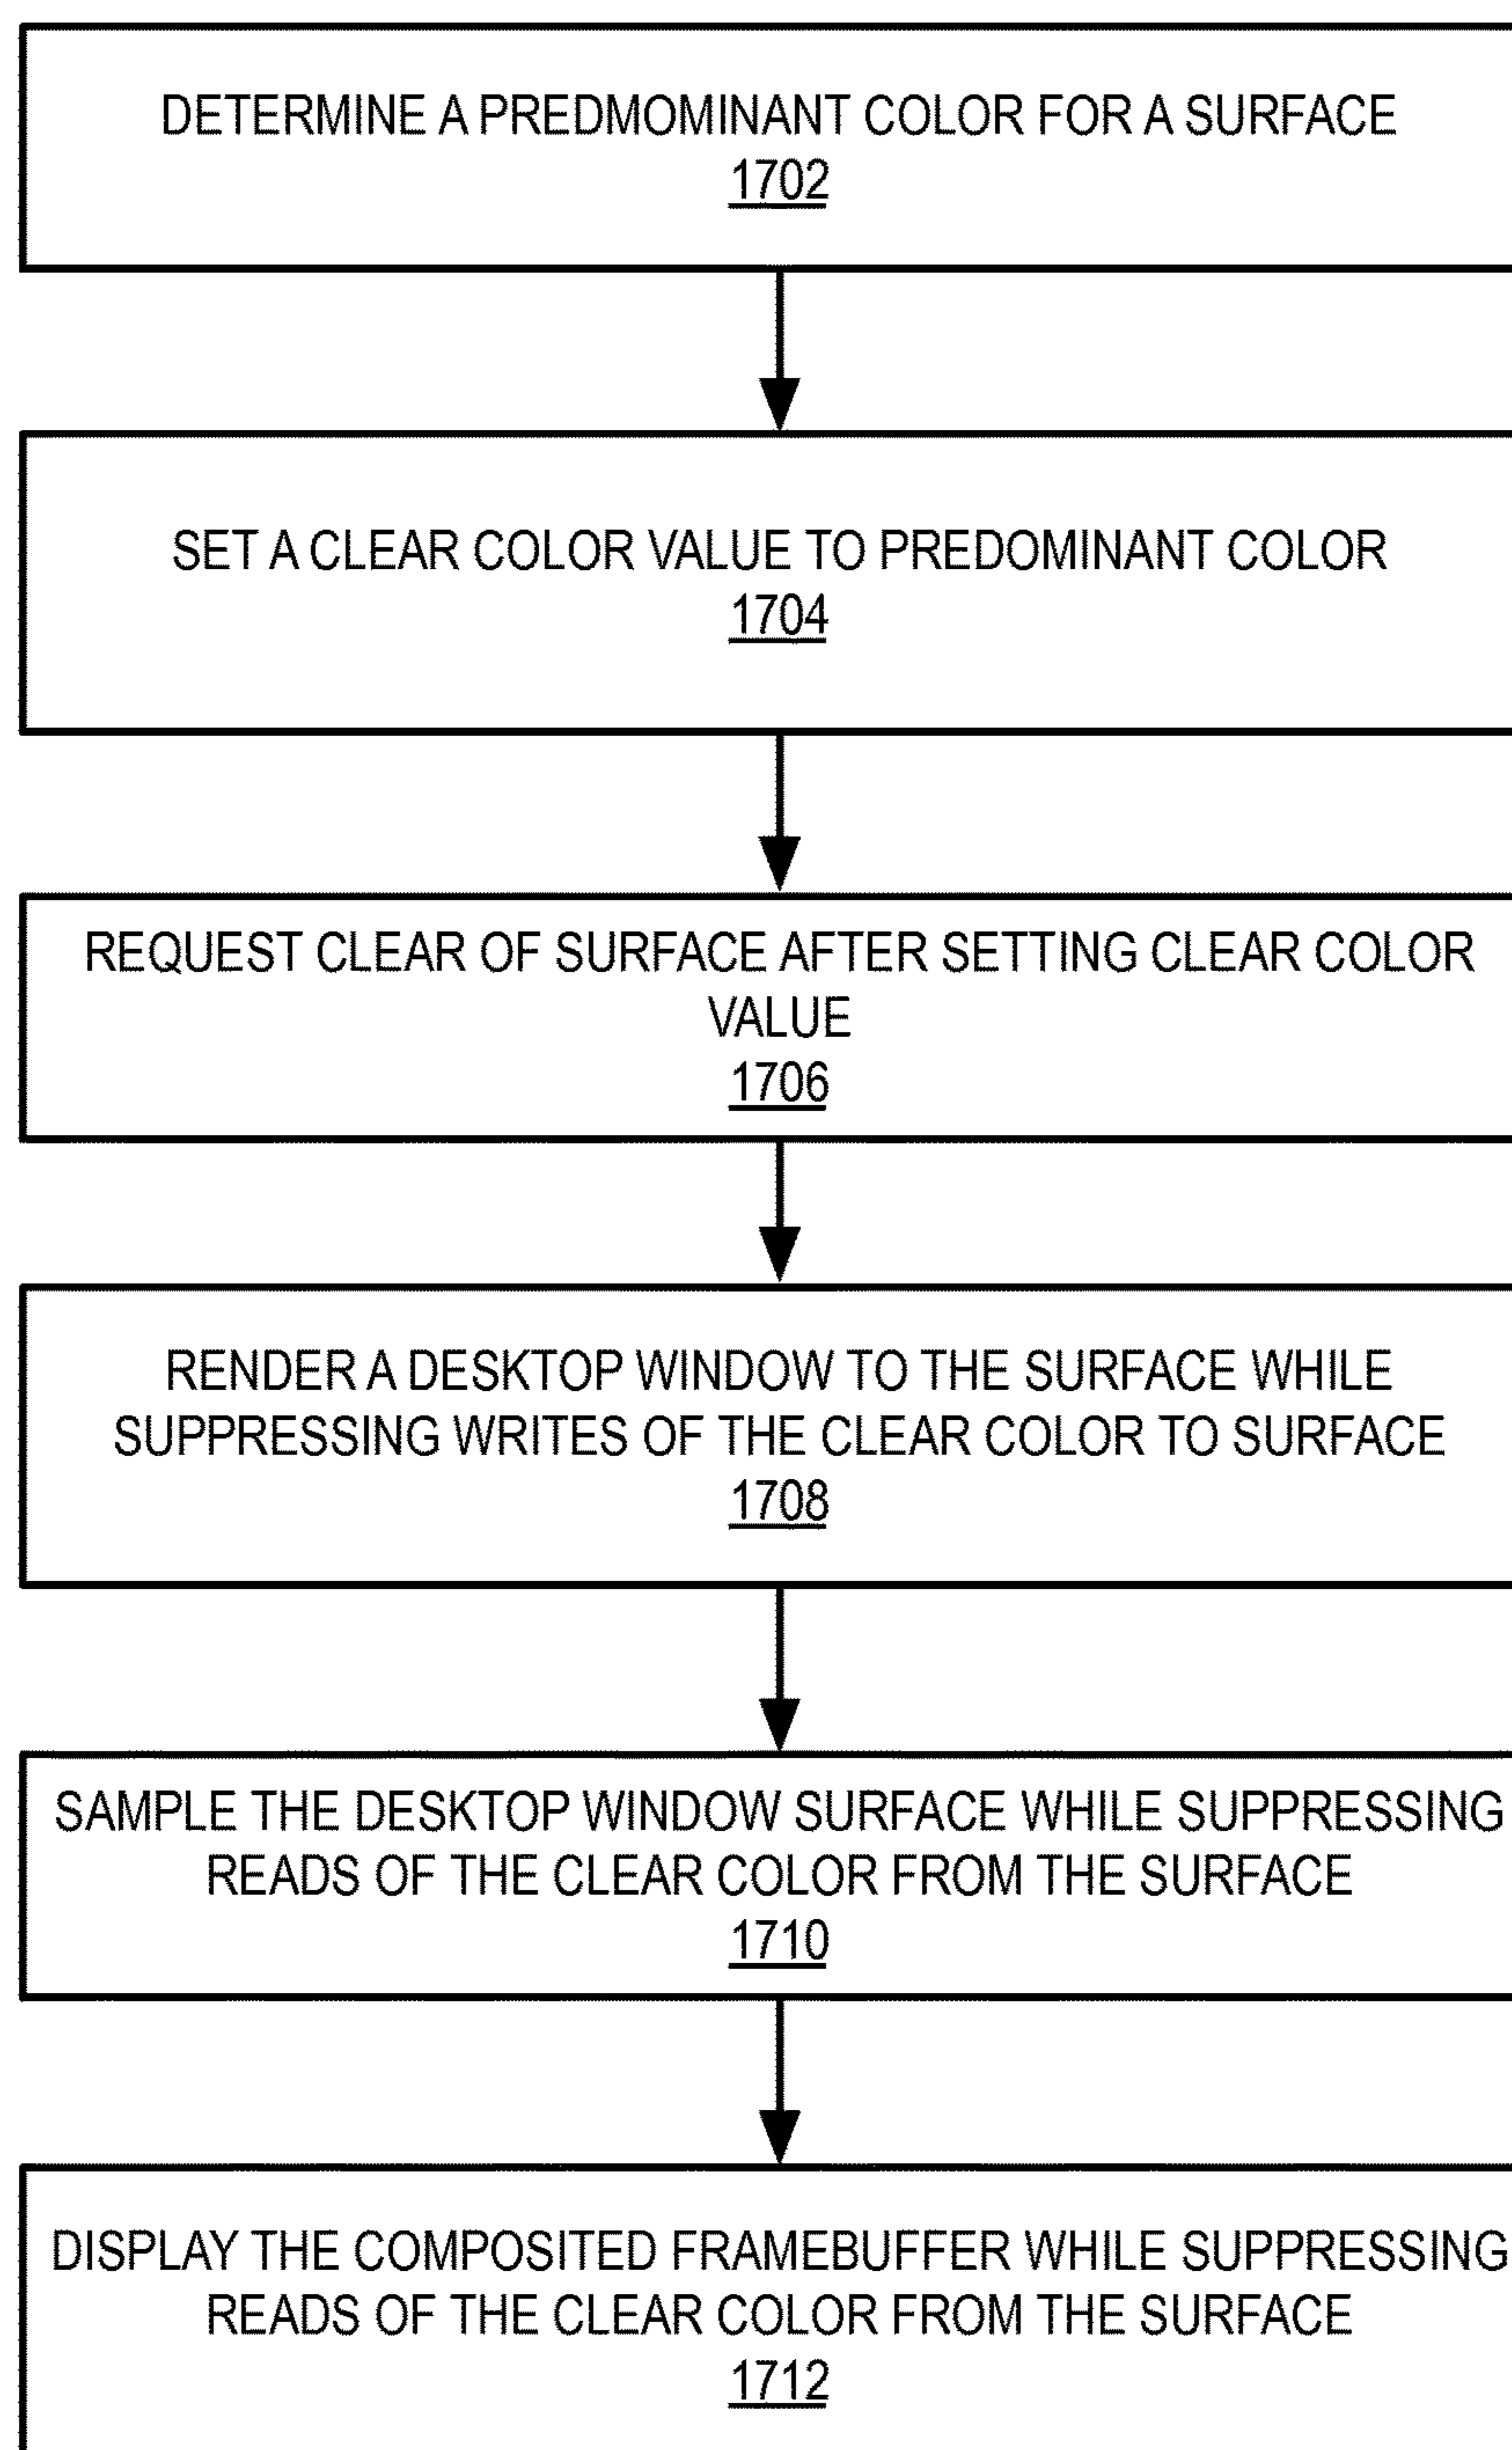 DETERMINE A PREDMOMINANT COLOR FOR A SURFACE
1702
SET A CLEAR COLOR VALUE TO PREDOMINANT COLOR
1704
REQUEST CLEAR OF SURFACE AFTER SETTING CLEAR COLOR
VALUE
1706
RENDER A DESKTOP WINDOW TO THE SURFACE WHILE
SUPPRESSING WRITES OF THE CLEAR COLOR TO SURFACE
1708
SAMPLE THE DESKTOP WINDOW SURFACE WHILE SUPPRESSING
READS OF THE CLEAR COLOR FROM THE SURFACE
1710
DISPLAY THE COMPOSITED FRAMEBUFFER WHILE SUPPRESSING
READS OF THE CLEAR COLOR FROM THE SURFACE
1712